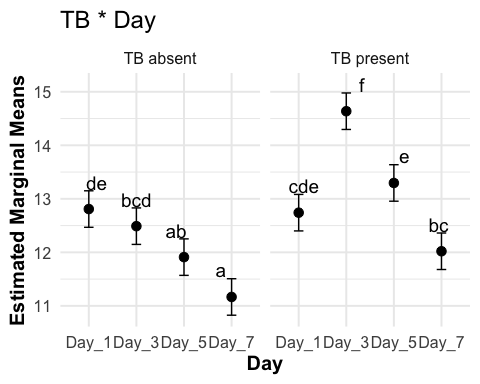 TB * Day
TB absent
TB present
Estimated Marginal Means
15
14
13
12
11
de
bcd
ab
a
cde
f
e
bc
Day_1 Day_3 Day_5 Day_7
Day_1 Day_3 Day_5 Day_7
Day